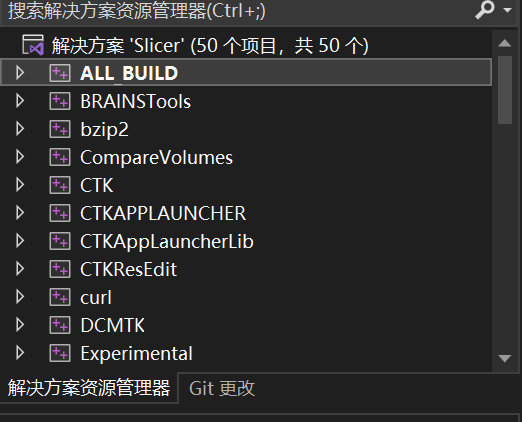 搜索解决方案资源管理器(Ctrl+;)
解决方案 'Slicer' (50 个项目，共 50 个)
ALL_BUILD
BRAINSTools
bzip2
CompareVolumes
CTK
CTKAPPLAUNCHER
CTKAppLauncherLib
CTKResEdit
curl
DCMTK
Experimental
解决方案资源管理器 Git 更改